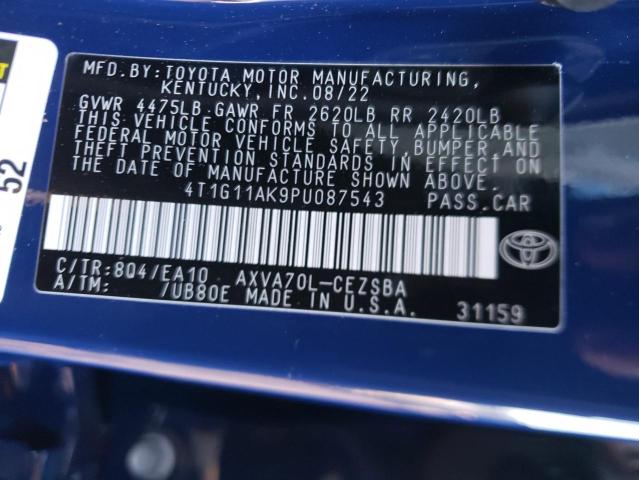 MFD.BY:TOYOTA MOTOR MANUFACTURING,
KENTUCKY,INC.08/22
GVWR 4475LB GAWR FR 2620LB RR 2420LB
THIS VEHICLE CONFORMS TO ALL APPLICABLE
FEDERAL MOTOR VEHICLE SAFETY,BUMPER AND
THEFT PREVENTION STANDARDS IN EFFECT ON
THE DATE OF MANUFACTURE SHOWN ABOVE.
4T1G11AK9PU087543 PASS.CAR
C/TR:8Q4/EA10 AXVA70L-CEZSBA
A/TM: /UB80E MADE IN U.S.A. 31159
52